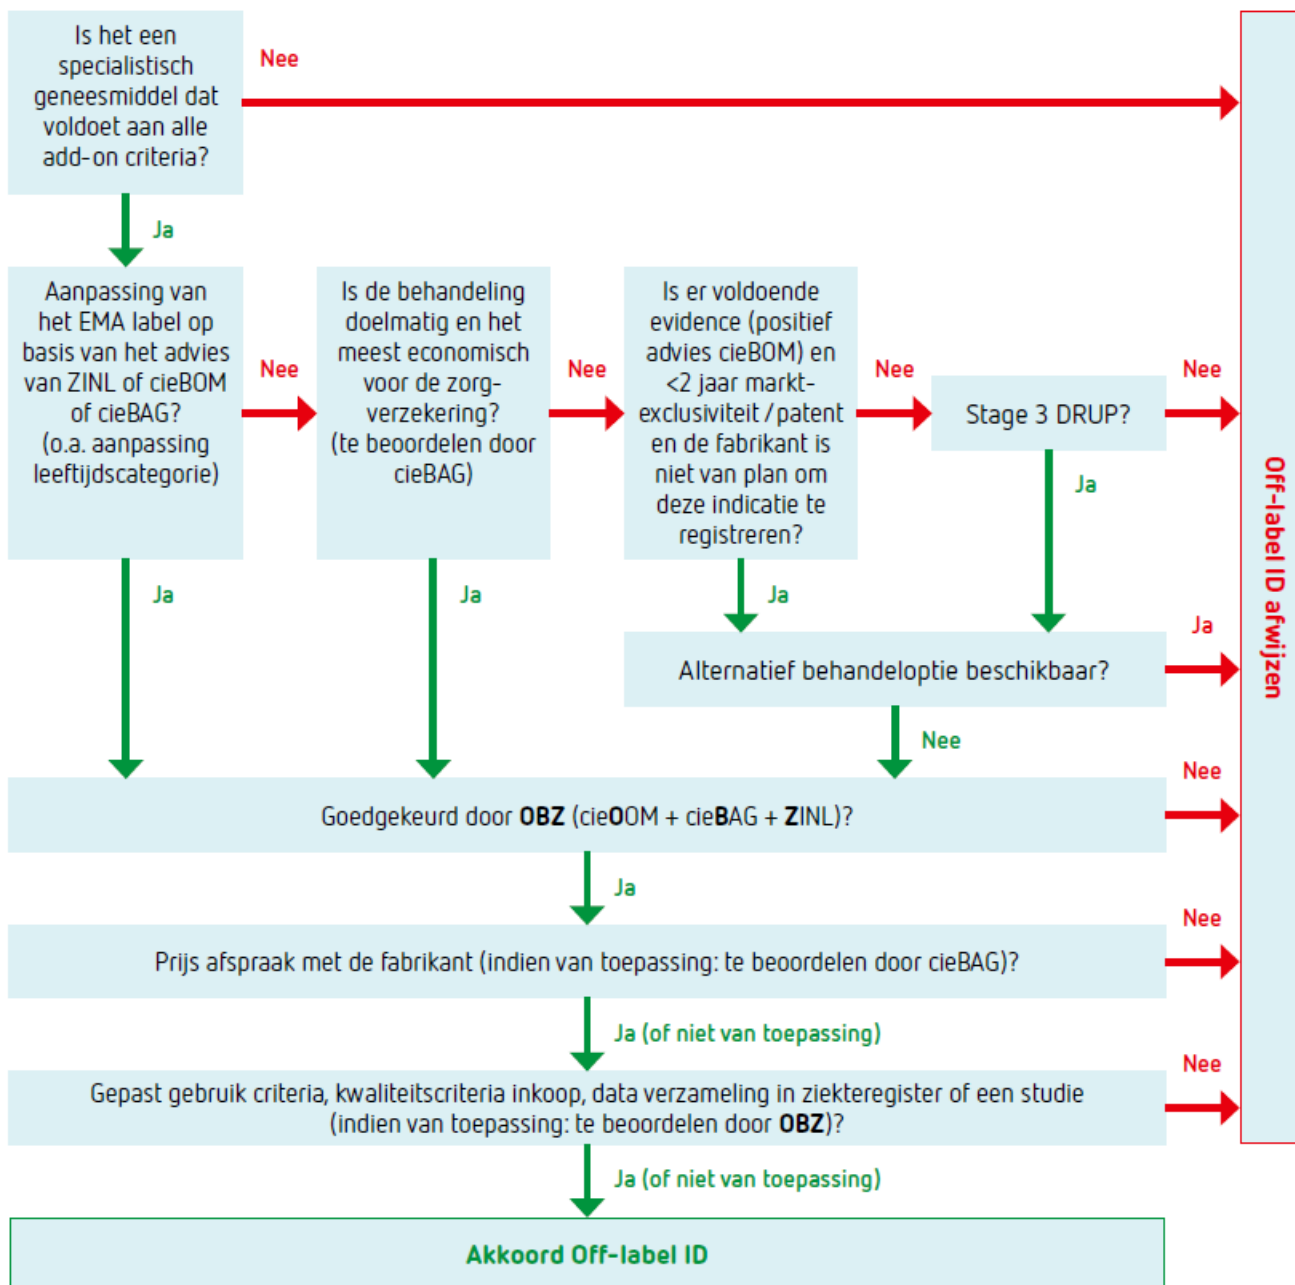 Is het een
specialistisch
geneesmiddel dat
voldoet aan alle
add-on criteria?
Nee
Ja
Aanpassing van
het EMA label op
basis van het advies
van ZINL of cieBOM
of cieBAG?
(o.a. aanpassing
leeftijdscategorie)
Nee
Ja
Is de behandeling
doelmatig en het
meest economisch
voor de zorg-
verzekering?
(te beoordelen door
cieBAG)
Nee
Ja
Is er voldoende
evidence (positief
advies cieBOM) en
<2 jaar markt-
exclusiviteit/patent
en de fabrikant is
niet van plan om
deze indicatie te
registreren?
Nee
Ja
Stage 3 DRUP?
Nee
Ja
Alternatief behandeloptie beschikbaar?
Ja
Nee
Goedgekeurd door OBZ (cieOOM + cieBAG + ZINL)?
Nee
Ja
Prijs afspraak met de fabrikant (indien van toepassing: te beoordelen door cieBAG)?
Nee
Ja (of niet van toepassing)
Gepast gebruik criteria, kwaliteitscriteria inkoop, data verzameling in ziekteregister of een studie
(indien van toepassing: te beoordelen door OBZ)?
Nee
Ja (of niet van toepassing)
Akkoord Off-label ID
Off-label ID afwijzen